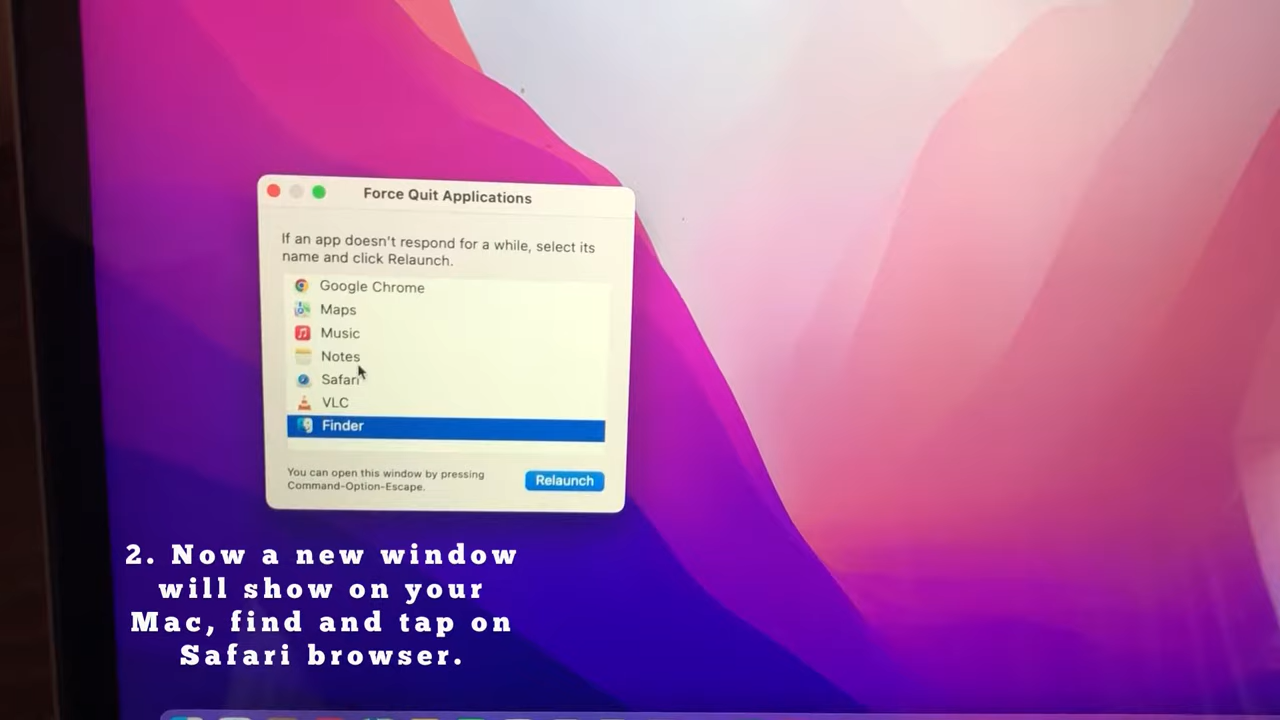 Force Quit Applications
If an app doesn't respond for a while, select its
name and click Relaunch.
Google Chrome
Maps
Music
Notes
Safari
VLC
Finder
You can open this window by pressing
Command-Option-Escape.
Relaunch
2. Now a new window
will show on your
Mac, find and tap on
Safari browser.